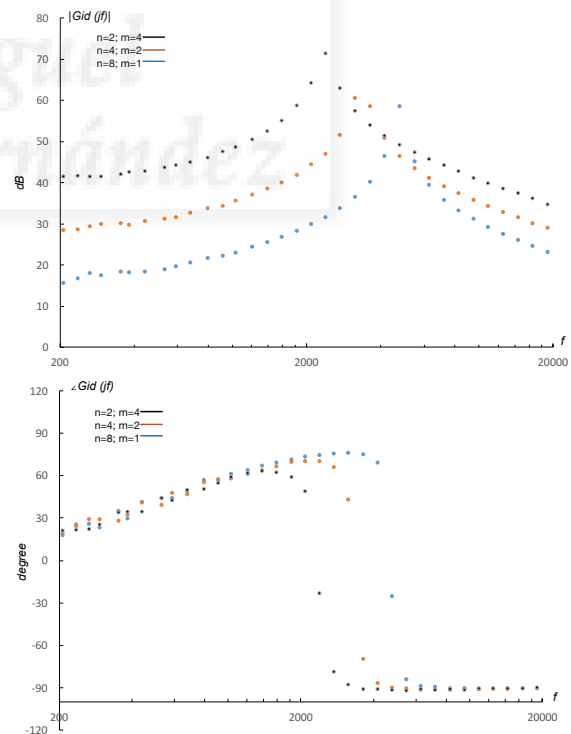 |Gid (jf)|
n=2; m=4
n=4; m=2
n=8; m=1
80
70
60
50
40
30
20
10
0
dB
200
2000
20000
f
∠Gid (jf)
n=2; m=4
n=4; m=2
n=8; m=1
120
90
60
30
0
-30
-60
-90
-120
degree
200
2000
20000
f